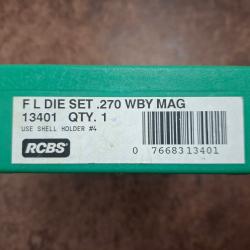 F L DIE SET .270 WBY MAG
13401 QTY. 1
USE SHELL HOLDER #4
RCBS
0 7668313401